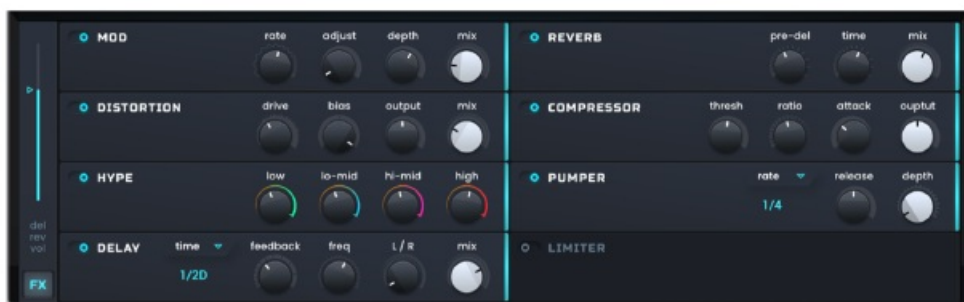 MOD rate adjust depth mix
REVERB pre-del time mix
DISTORTION drive bias output mix
COMPRESSOR thresh ratio attack ouptut
HYPE low lo-mid hi-mid high
PUMPER rate release depth
1/4
DELAY time feedback freq L / R mix
1/2D
LIMITER
del
rev
vol
FX